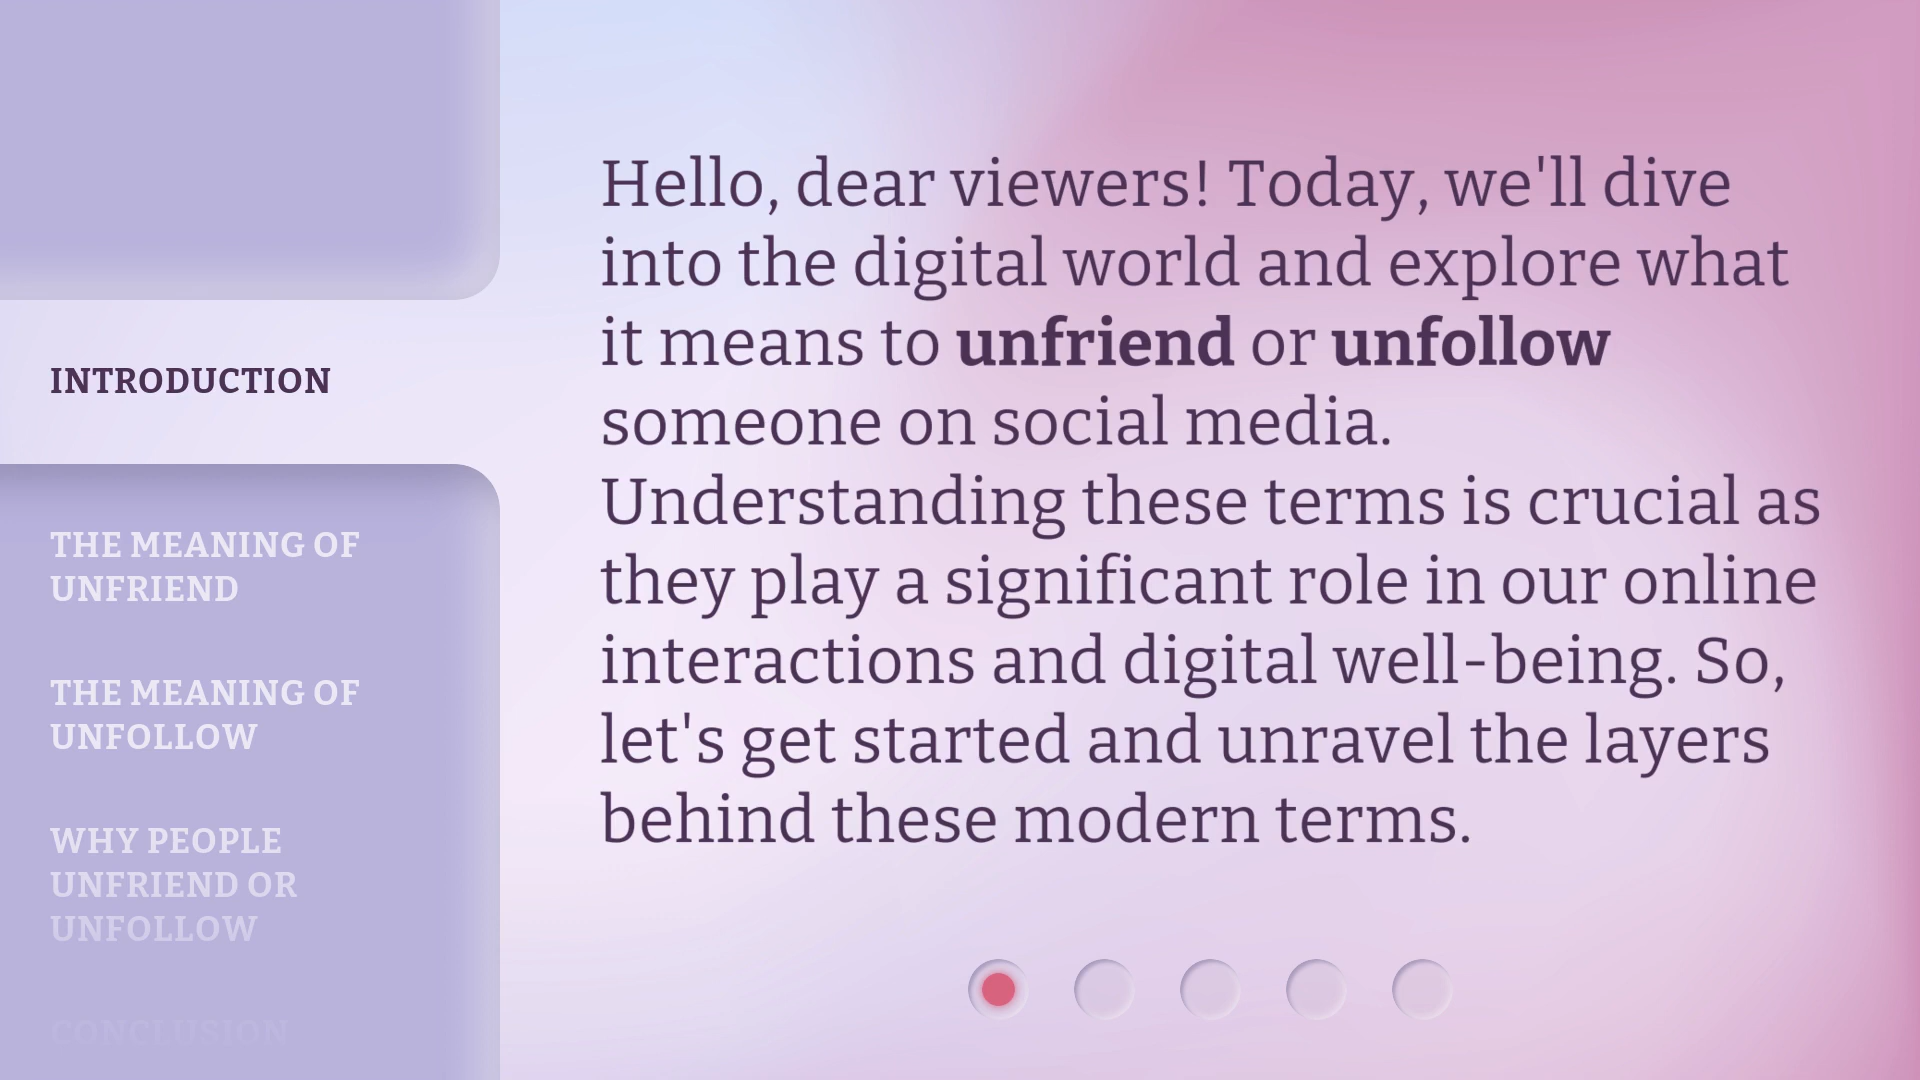 INTRODUCTION
THE MEANING OF
UNFRIEND
THE MEANING OF
UNFOLLOW
WHY PEOPLE
UNFRIEND OR
UNFOLLOW
CONCLUSION
Hello, dear viewers! Today, we'll dive
into the digital world and explore what
it means to unfriend or unfollow
someone on social media.
Understanding these terms is crucial as
they play a significant role in our online
interactions and digital well-being. So,
let's get started and unravel the layers
behind these modern terms.